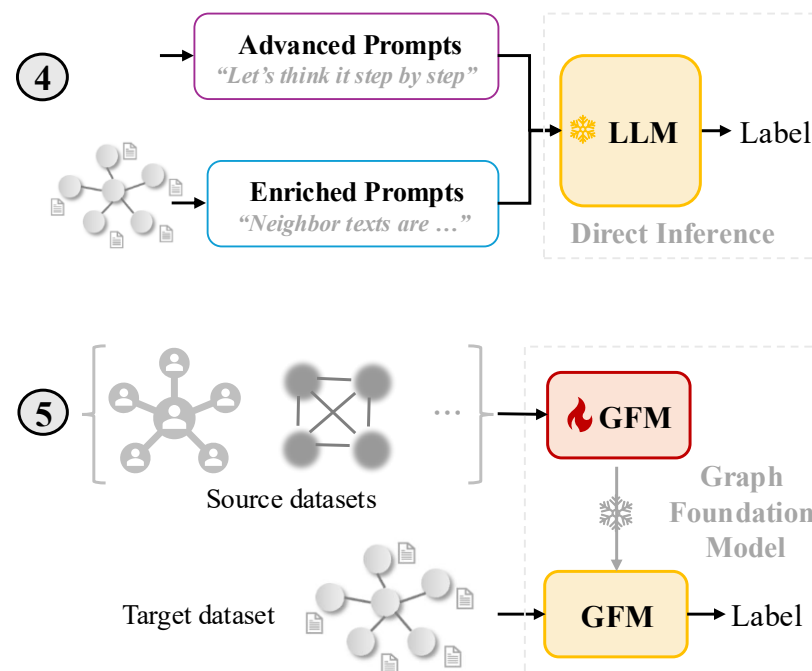 4
Advanced Prompts
“Let’s think it step by step”
LLM
Label
Enriched Prompts
“Neighbor texts are …”
Direct Inference
5
...
GFM
Source datasets
Graph
Foundation
Model
Target dataset
GFM
Label